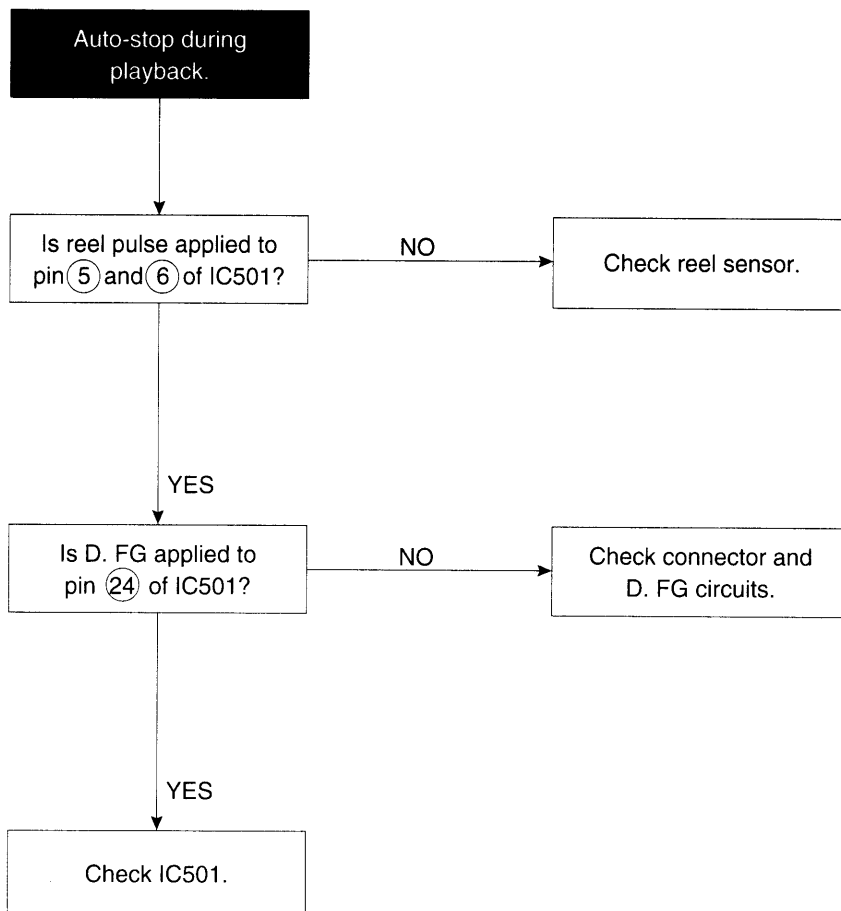 Auto-stop during
playback.
Is reel pulse applied to
pin 5 and 6 of IC501?
NO
Check reel sensor.
YES
Is D. FG applied to
pin 24 of IC501?
NO
Check connector and
D. FG circuits.
YES
Check IC501.